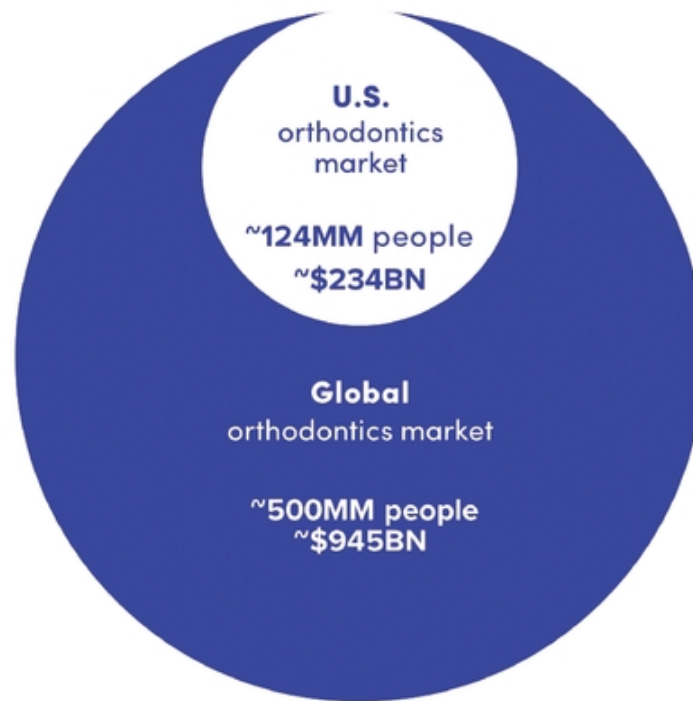 U.S.
orthodontics
market
~124MM people
~$234BN
Global
orthodontics market
~500MM people
~$945BN